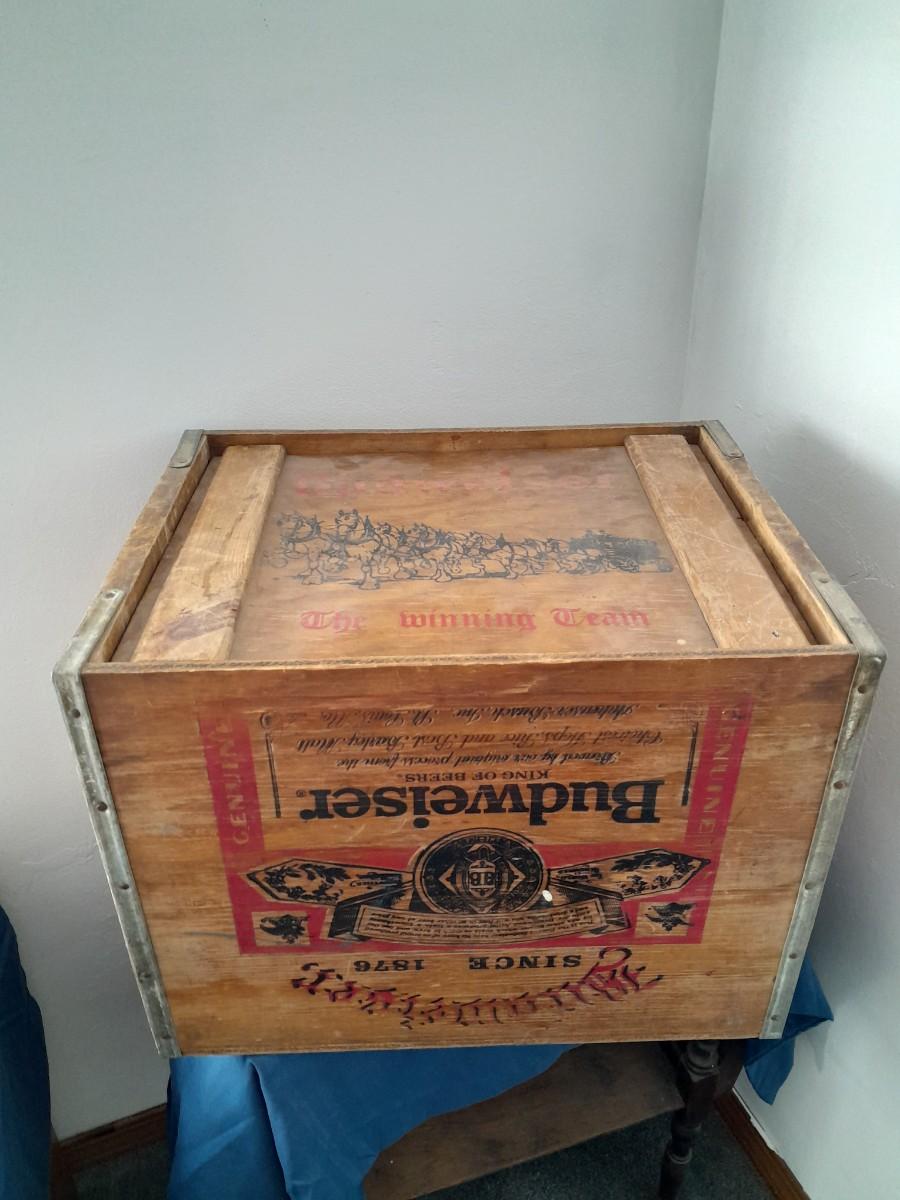 Budweiser
The winning Team
Anheuser-Busch, Inc. St. Louis, Mo.
Choicest Hops, Rice and Best Barley Malt
Brewed by our original process from the
KING OF BEERS®
Budweiser®
GENUINE
GENUINE
SINCE 1876